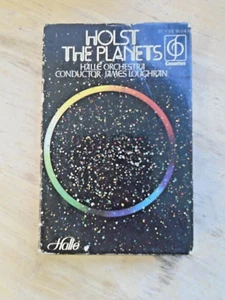 HOLST
THE PLANETS
HALLÉ ORCHESTRA
CONDUCTOR JAMES LOUGHRAN
Hallé